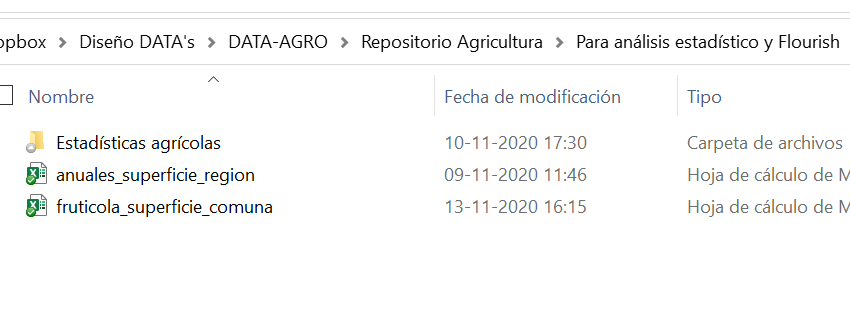 Diseño DATA's > DATA-AGRO > Repositorio Agricultura > Para análisis estadístico y Flourish
Nombre Fecha de modificación Tipo
Estadísticas agrícolas 10-11-2020 17:30 Carpeta de archivos
anuales_superficie_region 09-11-2020 11:46 Hoja de cálculo de
fruticola_superficie_comuna 13-11-2020 16:15 Hoja de cálculo de